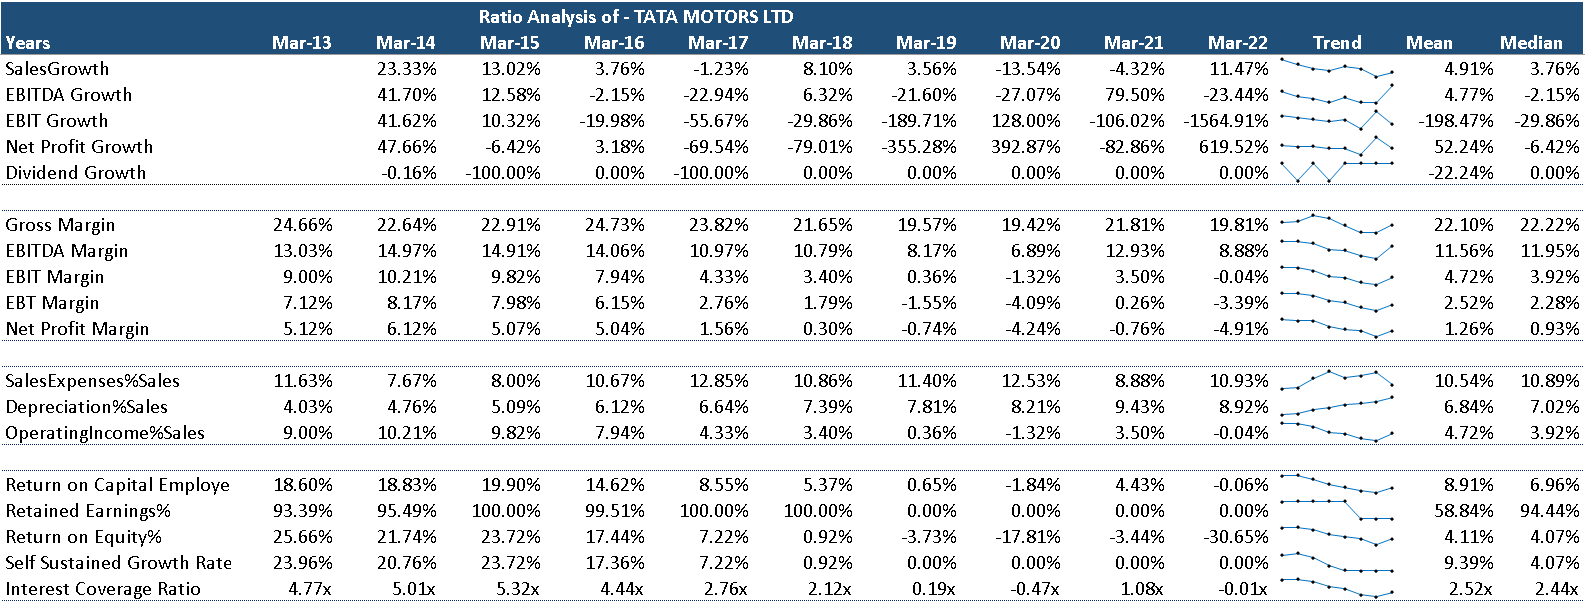 Ratio Analysis of - TATA MOTORS LTD
Years Mar-13 Mar-14 Mar-15 Mar-16 Mar-17 Mar-18 Mar-19 Mar-20 Mar-21 Mar-22 Trend Mean Median
SalesGrowth 23.33% 13.02% 3.76% -1.23% 8.10% 3.56% -13.54% -4.32% 11.47% 4.91% 3.76%
EBITDA Growth 41.70% 12.58% -2.15% -22.94% 6.32% -21.60% -27.07% 79.50% -23.44% 4.77% -2.15%
EBIT Growth 41.62% 10.32% -19.98% -55.67% -29.86% -189.71% 128.00% -106.02% -1564.91% -198.47% -29.86%
Net Profit Growth 47.66% -6.42% 3.18% -69.54% -79.01% -355.28% 392.87% -82.86% 619.52% 52.24% -6.42%
Dividend Growth -0.16% -100.00% 0.00% -100.00% 0.00% 0.00% 0.00% 0.00% 0.00% -22.24% 0.00%
Gross Margin 24.66% 22.64% 22.91% 24.73% 23.82% 21.65% 19.57% 19.42% 21.81% 19.81% 22.10% 22.22%
EBITDA Margin 13.03% 14.97% 14.91% 14.06% 10.97% 10.79% 8.17% 6.89% 12.93% 8.88% 11.56% 11.95%
EBIT Margin 9.00% 10.21% 9.82% 7.94% 4.33% 3.40% 0.36% -1.32% 3.50% -0.04% 4.72% 3.92%
EBT Margin 7.12% 8.17% 7.98% 6.15% 2.76% 1.79% -1.55% -4.09% 0.26% -3.39% 2.52% 2.28%
Net Profit Margin 5.12% 6.12% 5.07% 5.04% 1.56% 0.30% -0.74% -4.24% -0.76% -4.91% 1.26% 0.93%
SalesExpenses%Sales 11.63% 7.67% 8.00% 10.67% 12.85% 10.86% 11.40% 12.53% 8.88% 10.93% 10.54% 10.89%
Depreciation%Sales 4.03% 4.76% 5.09% 6.12% 6.64% 7.39% 7.81% 8.21% 9.43% 8.92% 6.84% 7.02%
OperatingIncome%Sales 9.00% 10.21% 9.82% 7.94% 4.33% 3.40% 0.36% -1.32% 3.50% -0.04% 4.72% 3.92%
Return on Capital Employe 18.60% 18.83% 19.90% 14.62% 8.55% 5.37% 0.65% -1.84% 4.43% -0.06% 8.91% 6.96%
Retained Earnings% 93.39% 95.49% 100.00% 99.51% 100.00% 100.00% 0.00% 0.00% 0.00% 0.00% 58.84% 94.44%
Return on Equity% 25.66% 21.74% 23.72% 17.44% 7.22% 0.92% -3.73% -17.81% -3.44% -30.65% 4.11% 4.07%
Self Sustained Growth Rate 23.96% 20.76% 23.72% 17.36% 7.22% 0.92% 0.00% 0.00% 0.00% 0.00% 9.39% 4.07%
Interest Coverage Ratio 4.77x 5.01x 5.32x 4.44x 2.76x 2.12x 0.19x -0.47x 1.08x -0.01x 2.52x 2.44x